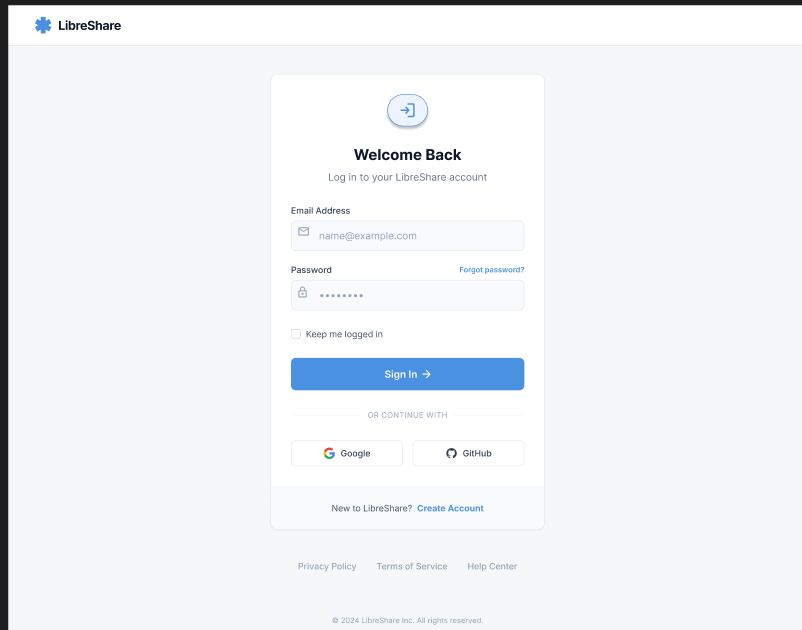 LibreShare
Welcome Back
Log in to your LibreShare account
Email Address
name@example.com
Password Forgot password?
••••••••
Keep me logged in
Sign In →
OR CONTINUE WITH
Google GitHub
New to LibreShare? Create Account
Privacy Policy Terms of Service Help Center
© 2024 LibreShare Inc. All rights reserved.